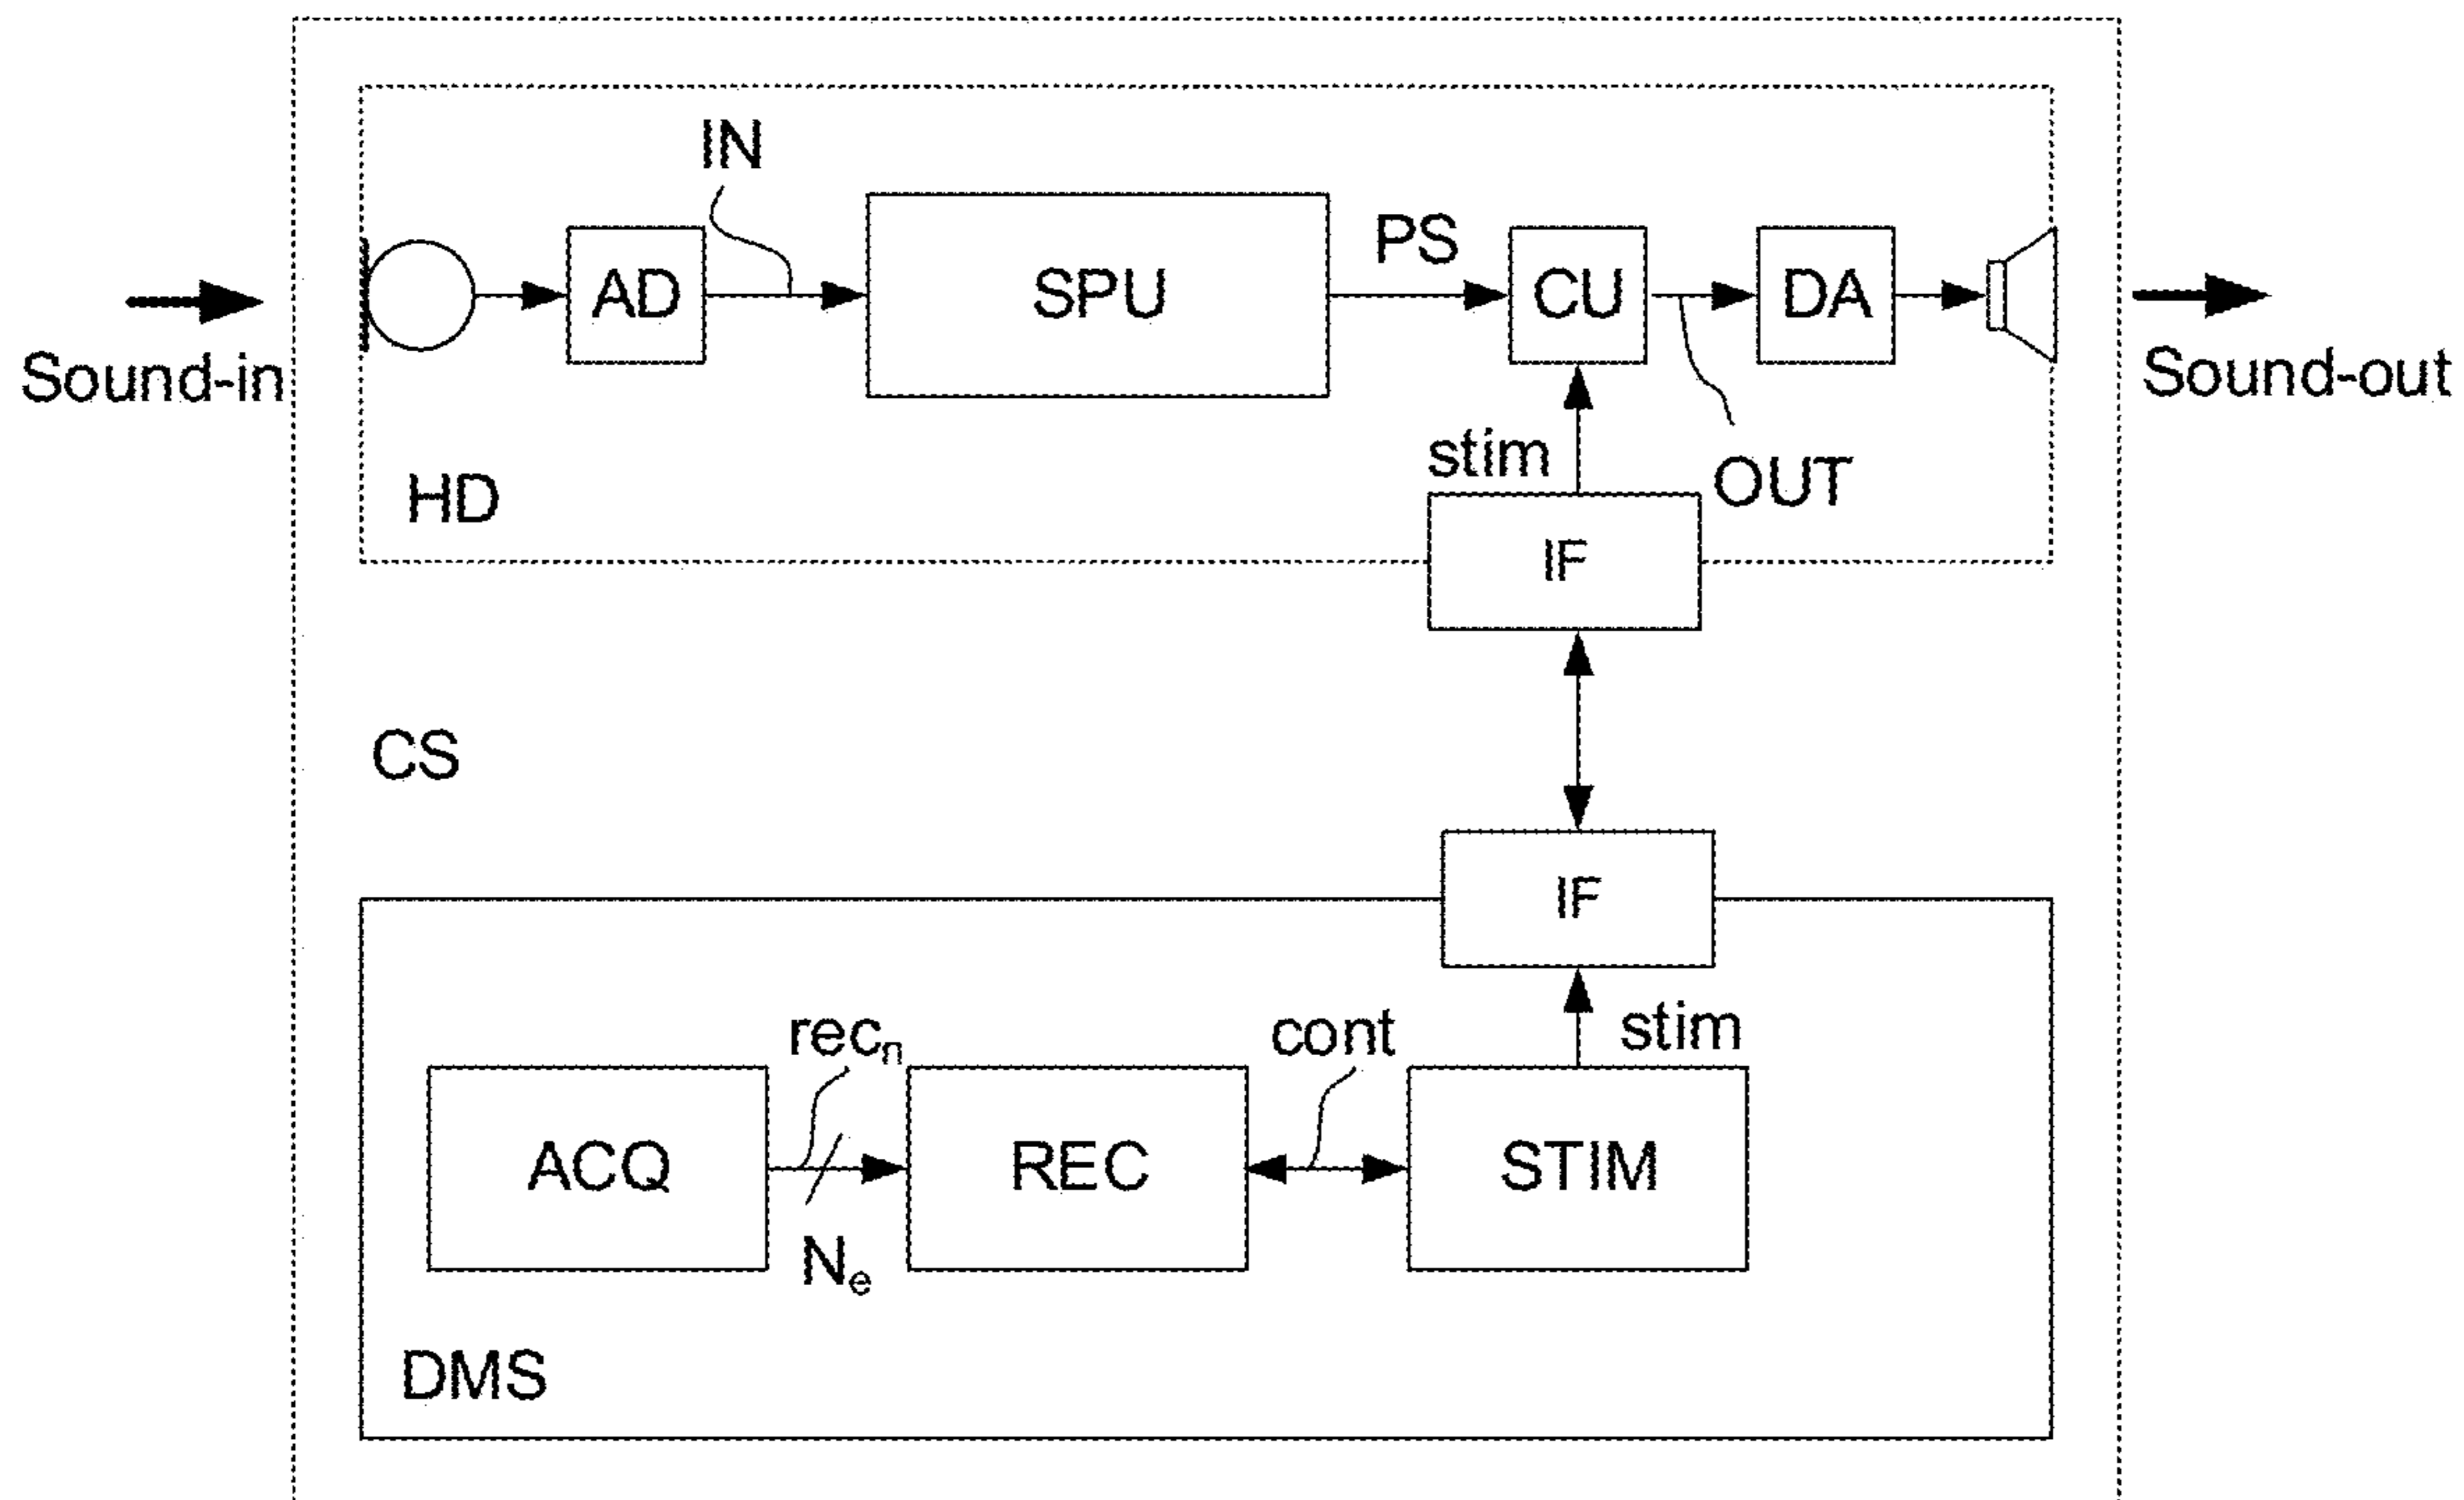 IN
AD
SPU
PS
CU
DA
Sound-in
Sound-out
stim
OUT
HD
IF
CS
IF
recn
cont
stim
ACQ
REC
STIM
Ne
DMS